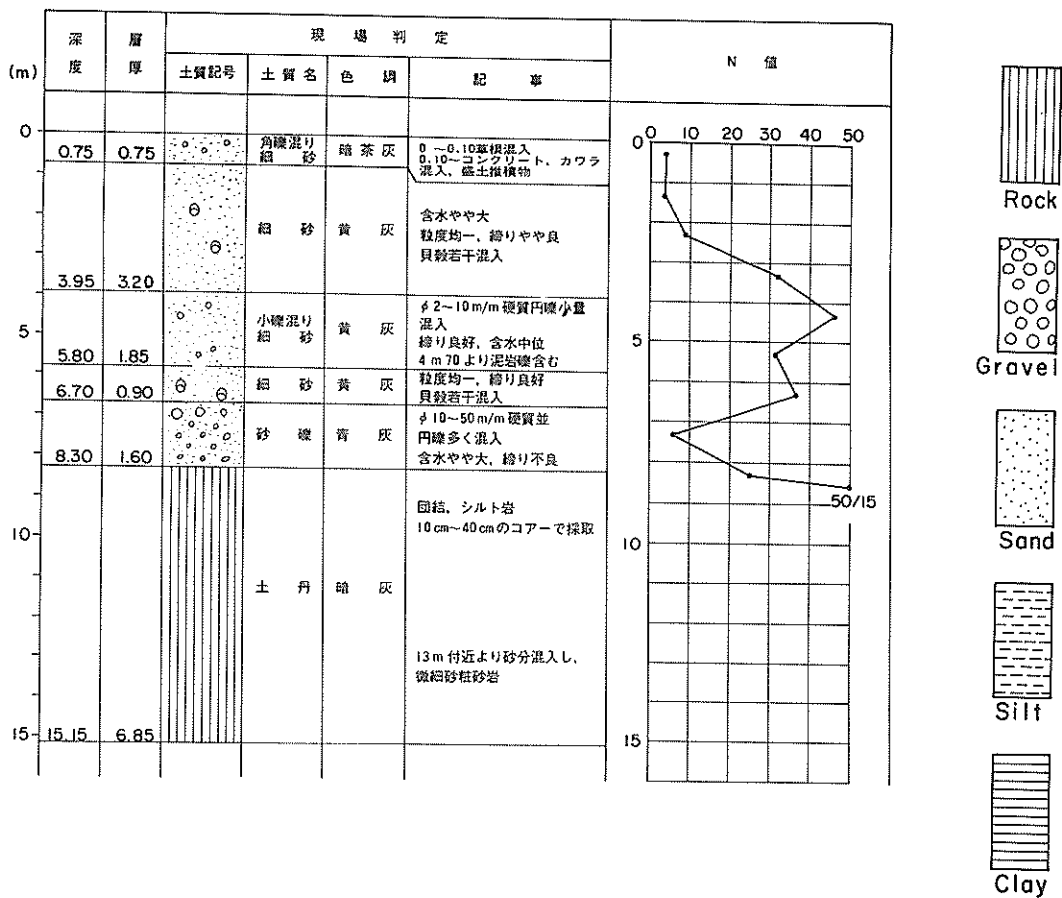 深度
層厚
現場判定
N 値
(m)
土質記号
土質名
色調
記事
0
0.75
0.75
角礫混り
細砂
暗茶灰
0～0.10草根混入
0.10～コンクリート、カワラ
混入、盛土堆積物
3.95
3.20
細砂
黄灰
含水やや大
粒度均一、締りやや良
貝殻若干混入
5
5.80
1.85
小礫混り
細砂
黄灰
φ2～10m/m硬質円礫少量
混入
締り良好、含水中位
4m70より泥岩礫含む
6.70
0.90
細砂
黄灰
粒度均一、締り良好
貝殻若干混入
8.30
1.60
砂礫
青灰
φ10～50m/m硬質並
円礫多く混入
含水やや大、締り不良
10
土丹
暗灰
固結、シルト岩
10cm～40cmのコアーで採取
13m付近より砂分混入し、
微細砂粒砂岩
15
15.15
6.85
0 10 20 30 40 50
0
5
50/15
10
15
Rock
Gravel
Sand
Silt
Clay